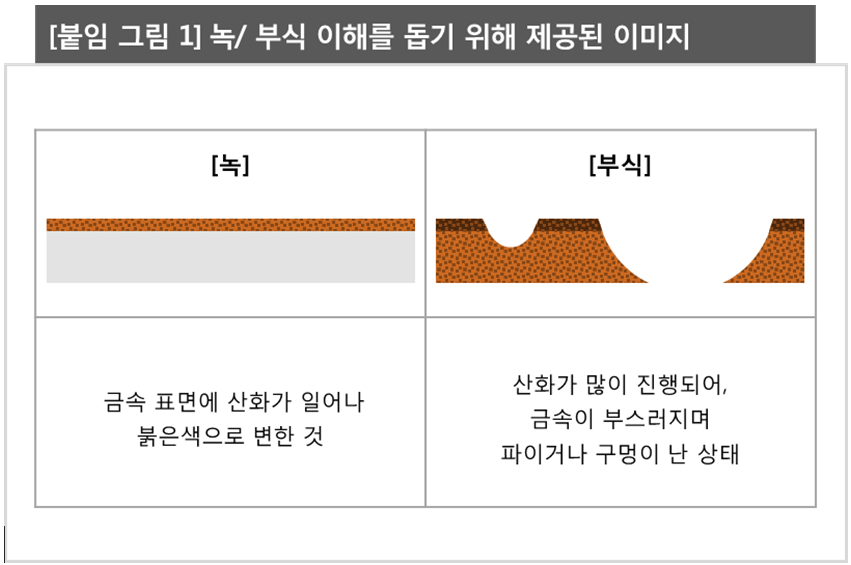 [붙임 그림 1] 녹/ 부식 이해를 돕기 위해 제공된 이미지
[녹]
[부식]
금속 표면에 산화가 일어나
붉은색으로 변한 것
산화가 많이 진행되어,
금속이 부스러지며
파이거나 구멍이 난 상태